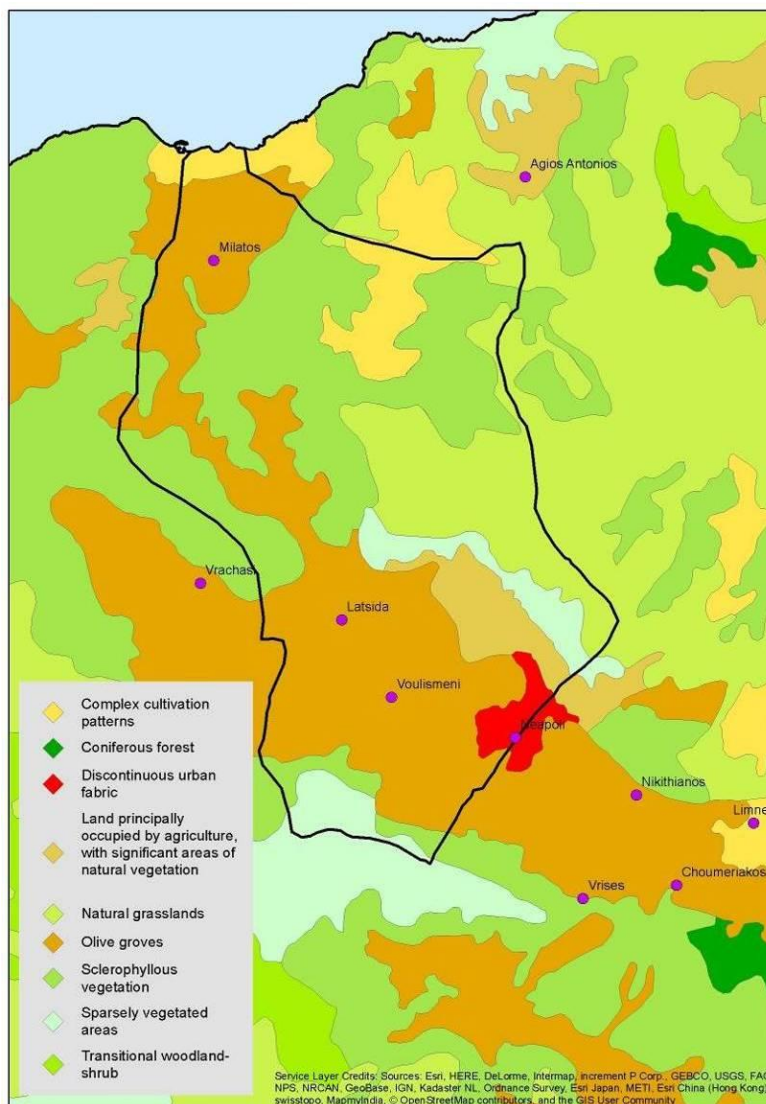 Agios Antonios
Milatos
Vrachasi
Latsida
Voulismeni
Neapoli
Nikithianos
Limne
Choumeriakos
Vrises
Complex cultivation
patterns
Coniferous forest
Discontinuous urban
fabric
Land principally
occupied by agriculture,
with significant areas of
natural vegetation
Natural grasslands
Olive groves
Sclerophyllous
vegetation
Sparsely vegetated
areas
Transitional woodland-
shrub
Service Layer Credits: Sources: Esri, HERE, DeLorme, Intermap, increment P Corp., GEBCO, USGS, FAO
NPS, NRCAN, GeoBase, IGN, Kadaster NL, Ordnance Survey, Esri Japan, METI, Esri China (Hong Kong)
swisstopo, MapmyIndia, © OpenStreetMap contributors, and the GIS User Community